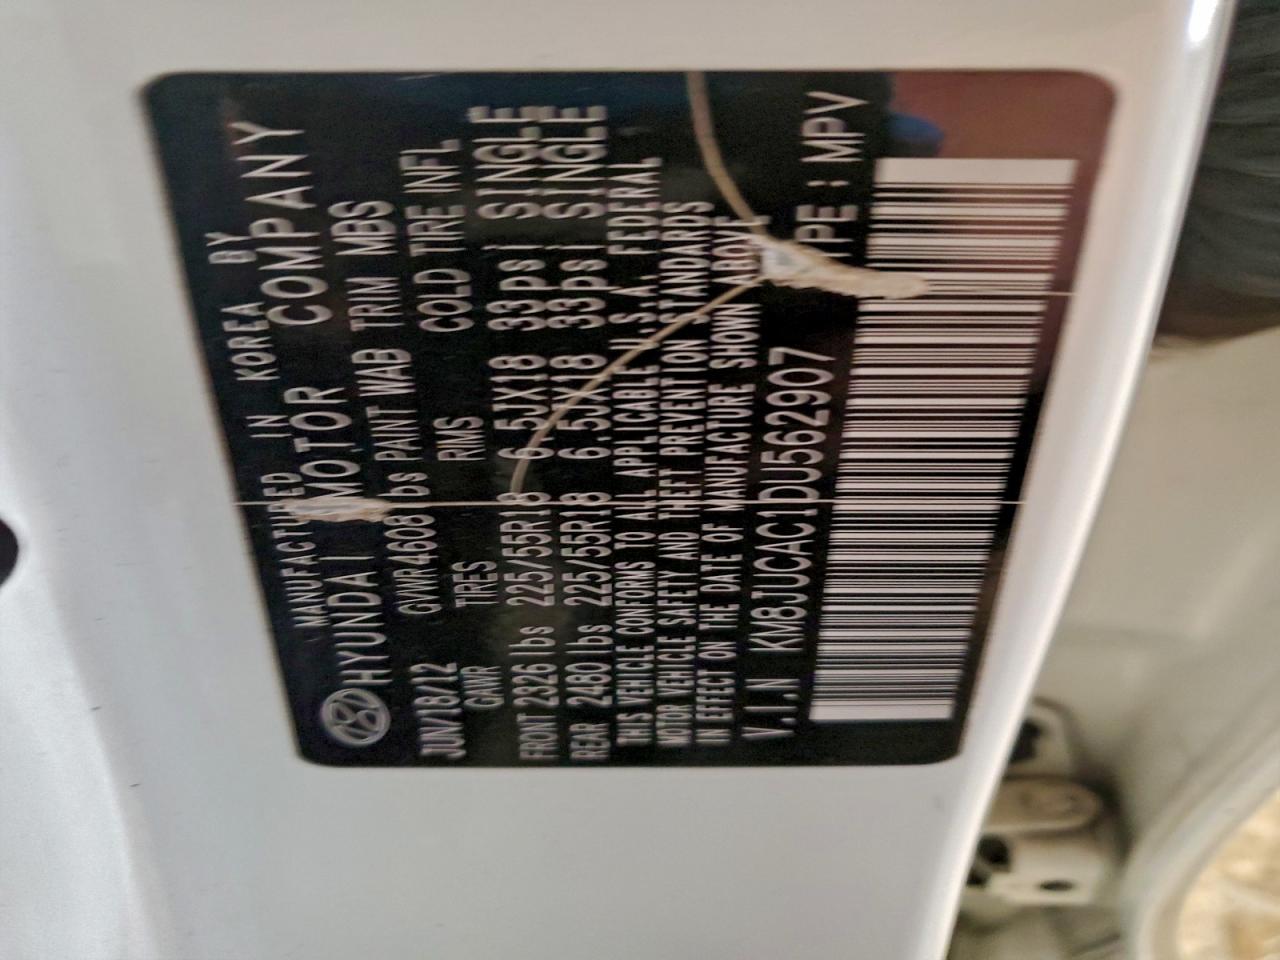 MANUFACTURED IN KOREA BY
HYUNDAI MOTOR COMPANY
JUN/18/12 GVWR 4608 lbs PANT WAB TRIM MBS
GAWR TIRES RIMS COLD TIRE INFL
FRONT 2326 lbs 225/55R18 6.5JX18 33psi SINGLE
REAR 2480 lbs 225/55R18 6.5JX18 33psi SINGLE
THIS VEHICLE CONFORMS TO ALL APPLICABLE U.S.A FEDERAL
MOTOR VEHICLE SAFETY AND THEFT PREVENTION STANDARDS
IN EFFECT ON THE DATE OF MANUFACTURE SHOWN ABOVE
V.I.N KM8JUCAC1DU562907 TYPE : MPV